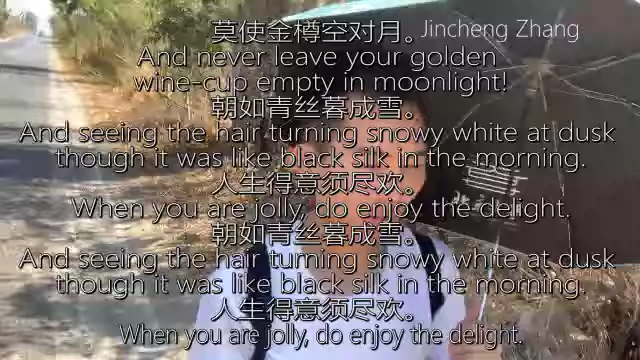 莫使金樽空对月。
Jincheng Zhang
And never leave your golden
wine-cup empty in moonlight!
朝如青丝暮成雪。
And seeing the hair turning snowy white at dusk
though it was like black silk in the morning.
人生得意须尽欢。
When you are jolly, do enjoy the delight.
朝如青丝暮成雪。
And seeing the hair turning snowy white at dusk
though it was like black silk in the morning.
人生得意须尽欢。
When you are jolly, do enjoy the delight.